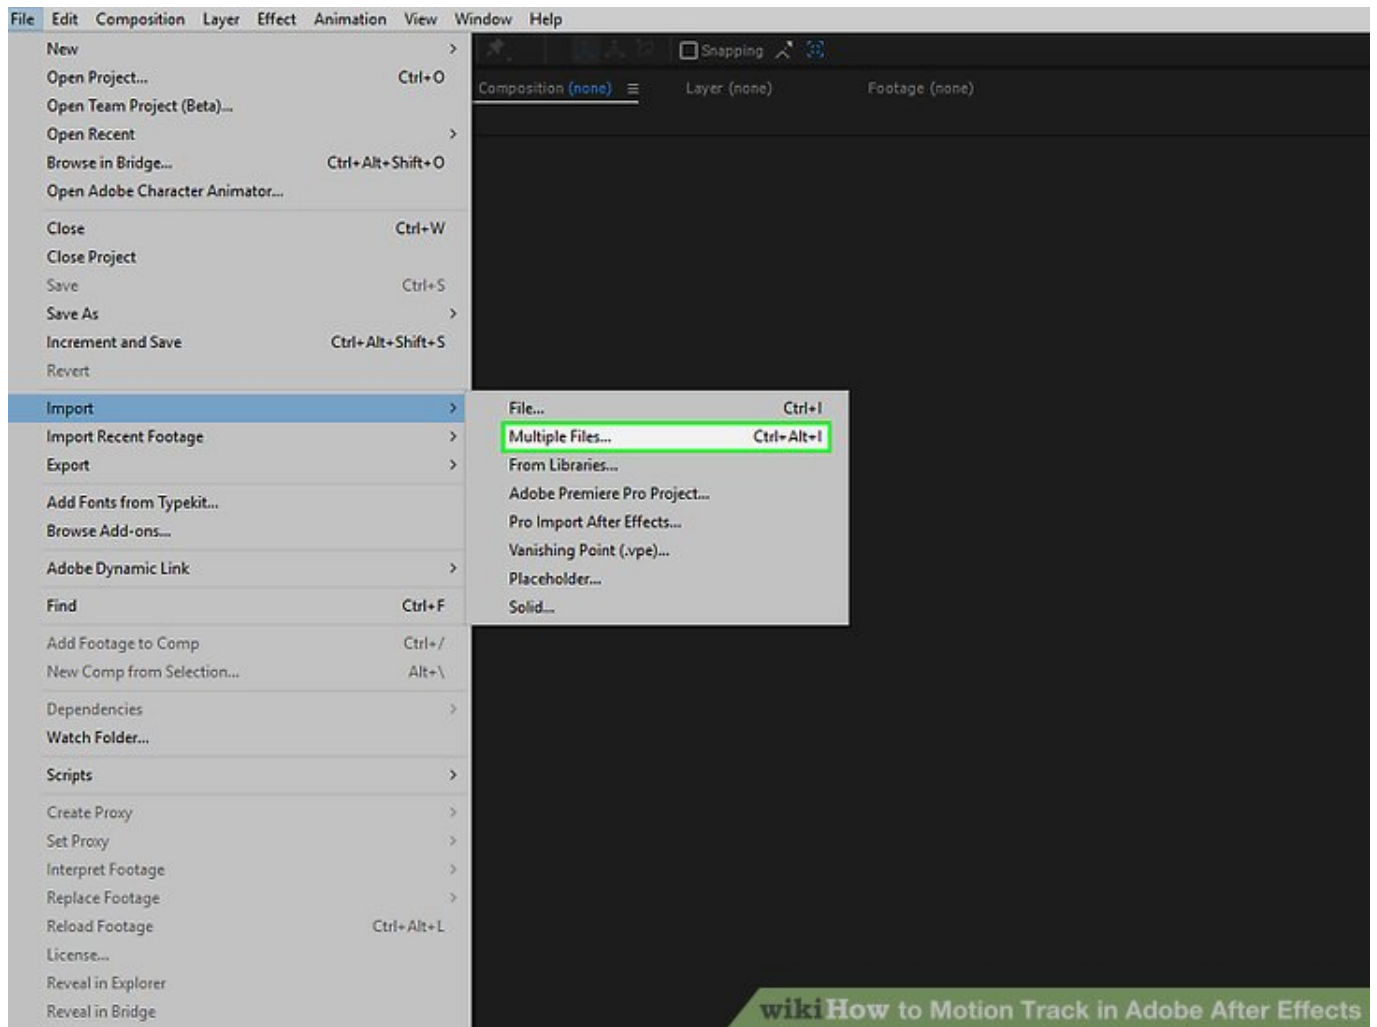 File Edit Composition Layer Effect Animation View Window Help
New >
Snapping
Open Project... Ctrl+O
Composition (none) Layer (none) Footage (none)
Open Team Project (Beta)...
Open Recent >
Browse in Bridge... Ctrl+Alt+Shift+O
Open Adobe Character Animator...
Close Ctrl+W
Close Project
Save Ctrl+S
Save As >
Increment and Save Ctrl+Alt+Shift+S
Revert
Import >
Import Recent Footage >
Export >
Add Fonts from Typekit...
Browse Add-ons...
Adobe Dynamic Link >
Find Ctrl+F
Add Footage to Comp Ctrl+/
New Comp from Selection... Alt+\
Dependencies >
Watch Folder...
Scripts >
Create Proxy >
Set Proxy >
Interpret Footage >
Replace Footage >
Reload Footage Ctrl+Alt+L
License...
Reveal in Explorer
Reveal in Bridge
File... Ctrl+I
Multiple Files... Ctrl+Alt+I
From Libraries...
Adobe Premiere Pro Project...
Pro Import After Effects...
Vanishing Point (.vpe)...
Placeholder...
Solid...
wikiHow to Motion Track in Adobe After Effects